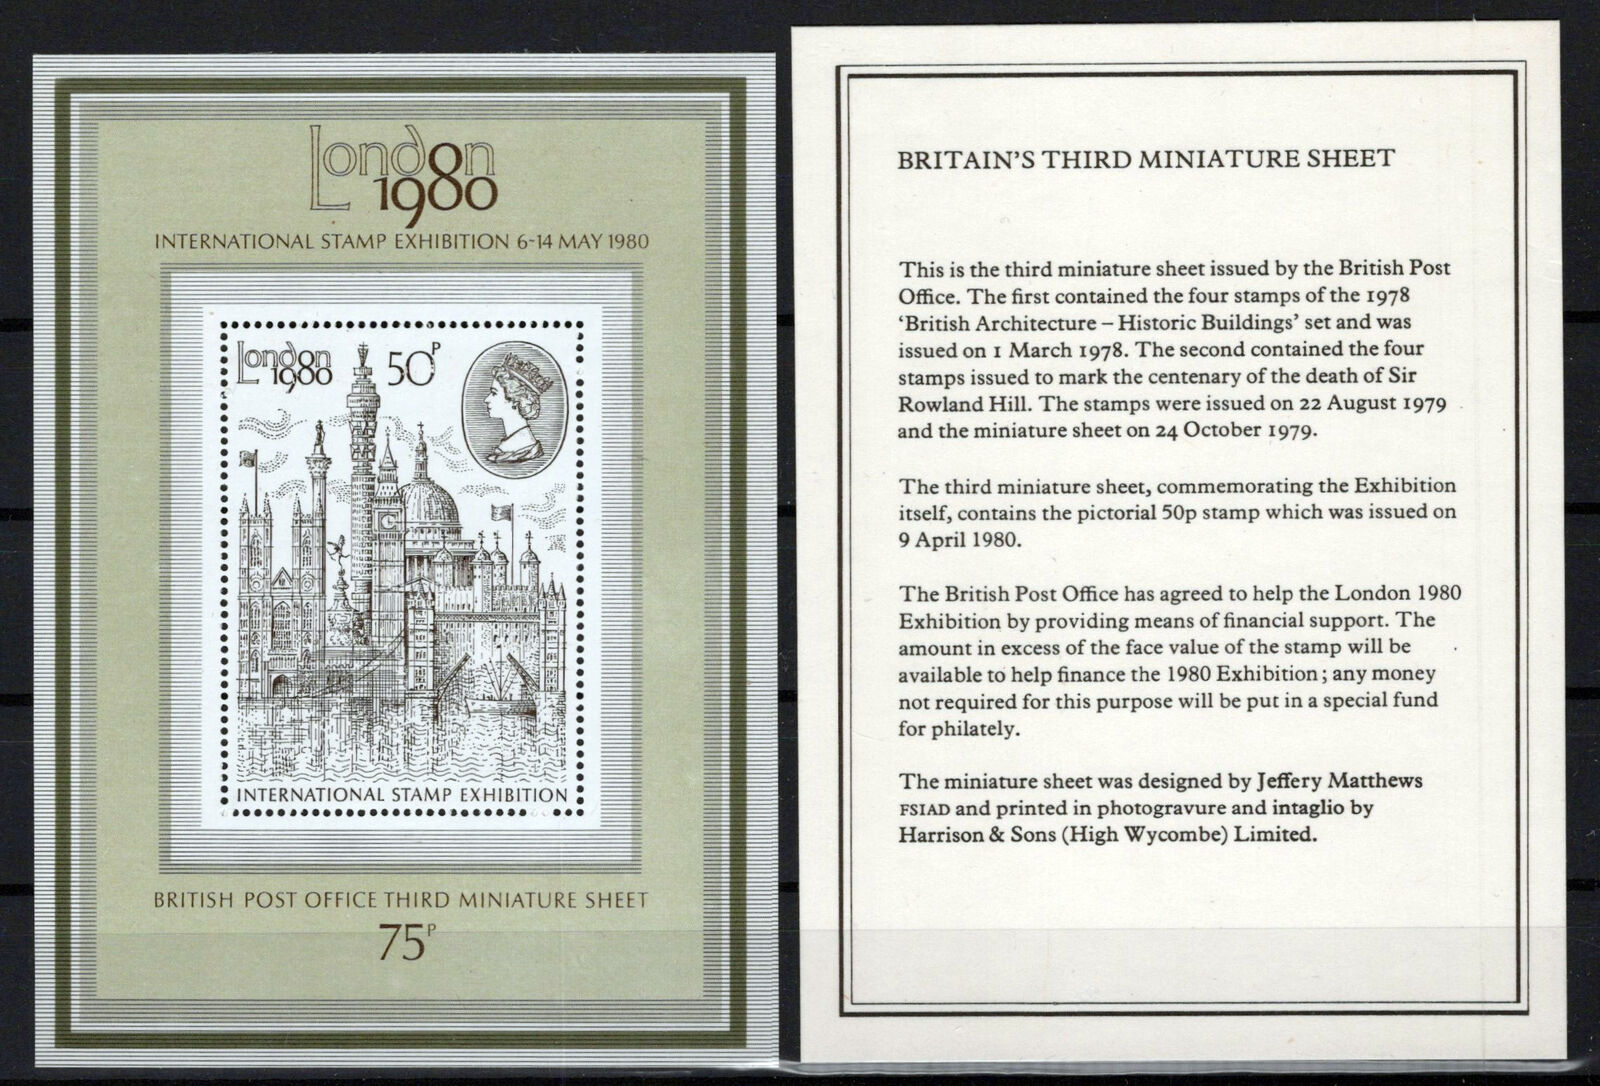 London
1980
INTERNATIONAL STAMP EXHIBITION 6-14 MAY 1980
London
1980
50P
INTERNATIONAL STAMP EXHIBITION
BRITISH POST OFFICE THIRD MINIATURE SHEET
75P
BRITAIN'S THIRD MINIATURE SHEET
This is the third miniature sheet issued by the British Post
Office. The first contained the four stamps of the 1978
‘British Architecture – Historic Buildings’ set and was
issued on 1 March 1978. The second contained the four
stamps issued to mark the centenary of the death of Sir
Rowland Hill. The stamps were issued on 22 August 1979
and the miniature sheet on 24 October 1979.
The third miniature sheet, commemorating the Exhibition
itself, contains the pictorial 50p stamp which was issued on
9 April 1980.
The British Post Office has agreed to help the London 1980
Exhibition by providing means of financial support. The
amount in excess of the face value of the stamp will be
available to help finance the 1980 Exhibition; any money
not required for this purpose will be put in a special fund
for philately.
The miniature sheet was designed by Jeffery Matthews
FSIAD and printed in photogravure and intaglio by
Harrison & Sons (High Wycombe) Limited.